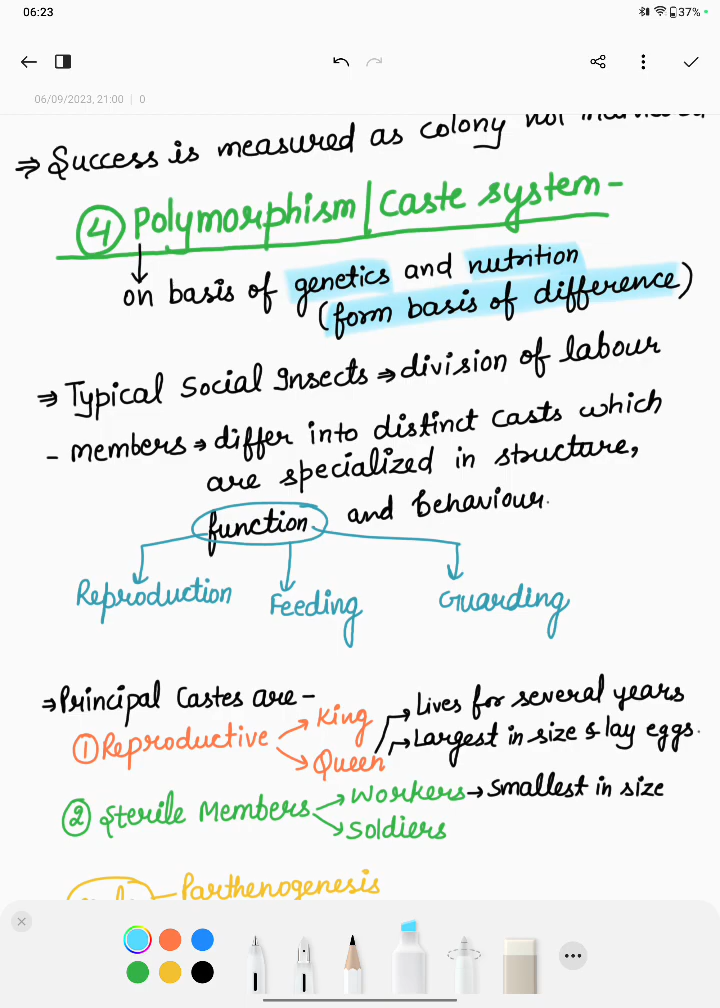 06:23
37%
06/09/2023, 21:00 | 0
⇒ Success is measured as colony not
④ Polymorphism | Caste system -
on basis of genetics and nutrition
(form basis of difference)
⇒ Typical Social Insects ⇒ division of labour
- members → differ into distinct casts which
are specialized in structure,
function and behaviour.
Reproduction Feeding Guarding
⇒ Principal Castes are -
① Reproductive King → Lives for several years
Queen → Largest in size & lay eggs.
② Sterile Members → Workers → Smallest in size
→ Soldiers
Parthenogenesis